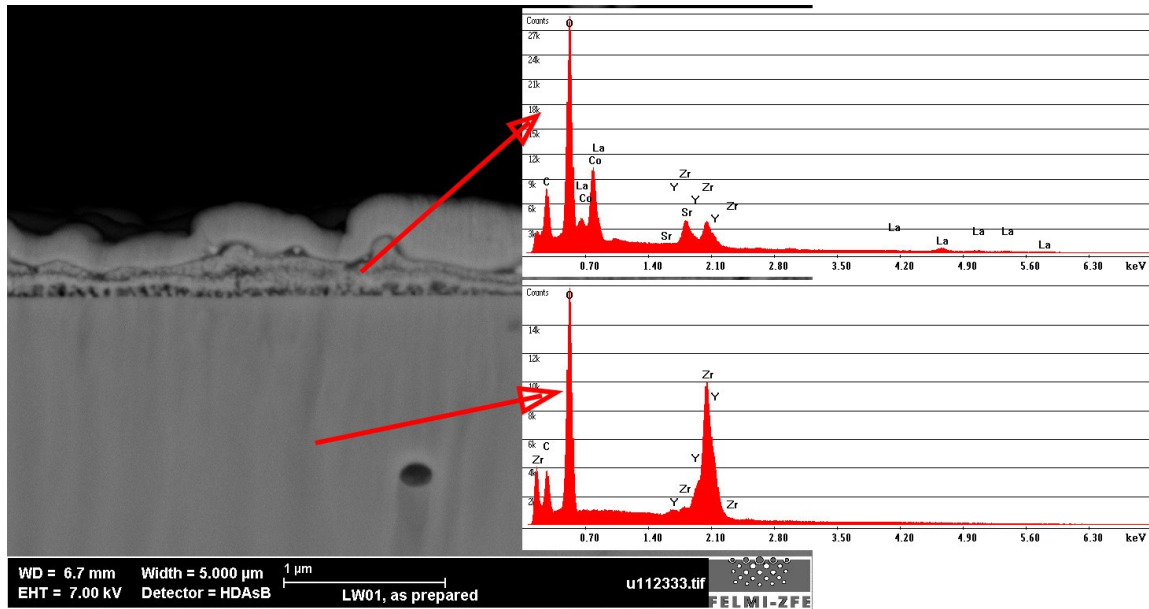 Counts
O
27k
24k
21k
18k
15k
12k
9k
6k
3k
C
La
Co
La
Co
Zr
Y
Zr
Y
Y
Zr
Sr
Sr
La
La
La
La
La
0.70 1.40 2.10 2.80 3.50 4.20 4.90 5.60 6.30 keV
Counts
O
14k
12k
10k
8k
6k
4k
2k
Zr
C
Zr
Y
Y
Zr
Y
Zr
0.70 1.40 2.10 2.80 3.50 4.20 4.90 5.60 6.30 keV
WD = 6.7 mm Width = 5.000 µm 1 µm
EHT = 7.00 kV Detector = HDAsB LW01, as prepared
u112333.tif
FELMI-ZFE